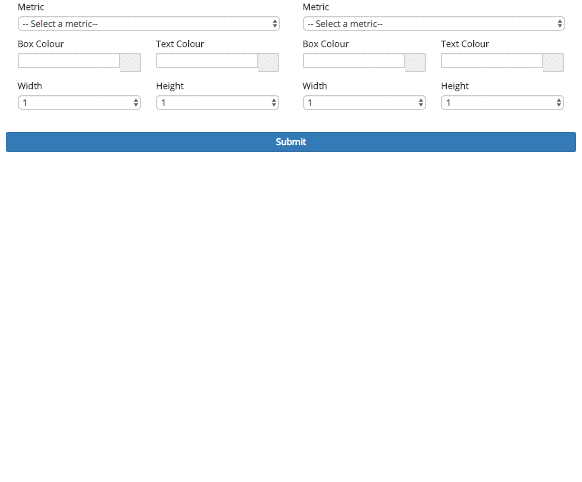 Metric Metric
-- Select a metric-- -- Select a metric--
Box Colour Text Colour Box Colour Text Colour
Width Height Width Height
1 1 1 1
Submit